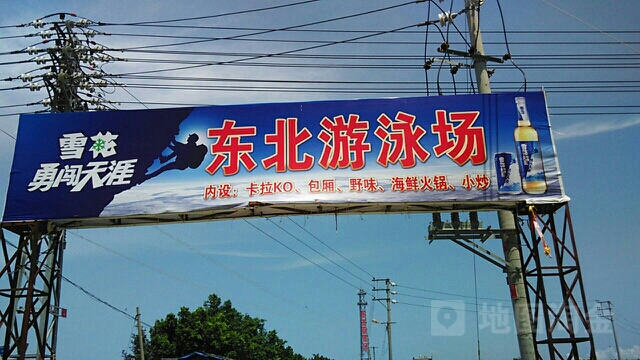 雪花
勇闯天涯
东北游泳场
内设：卡拉KO、包厢、野味、海鲜火锅、小炒